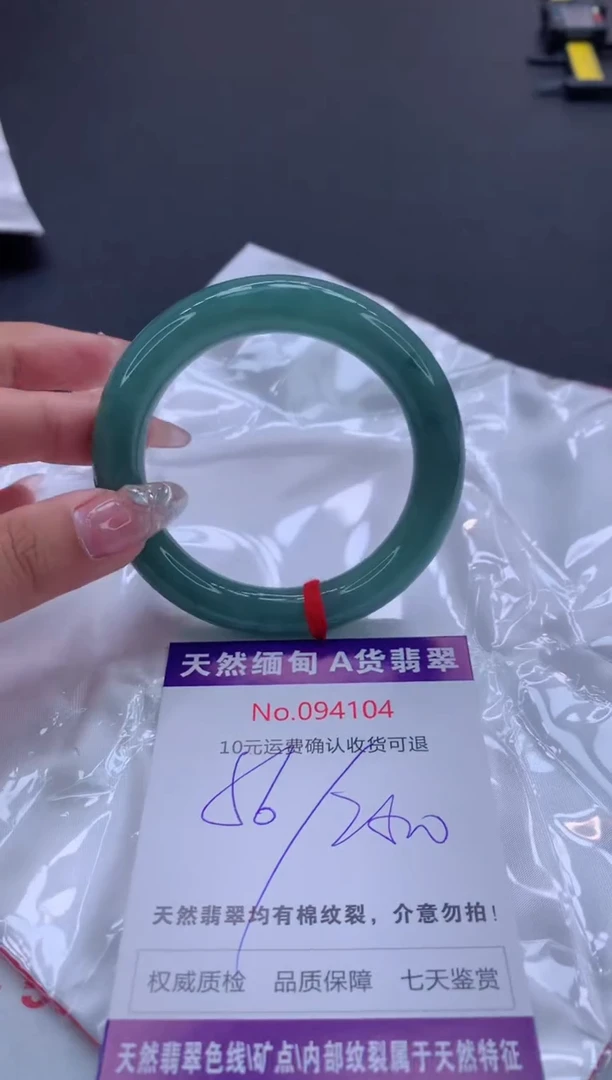 天然缅甸 A货翡翠
No.094104
10元运费确认收货可退
56/
天然翡翠均有棉纹裂，介意勿拍！
权威质检 品质保障 七天鉴赏
天然翡翠色线\矿点\内部纹裂属于天然特征